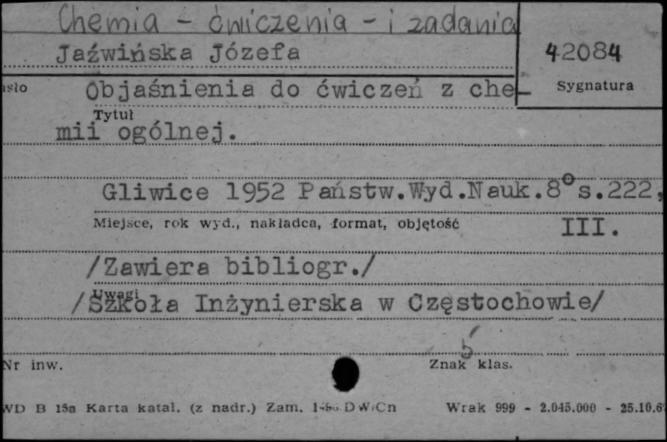 Chemia - ćwiczenia - i zadania
Jaźwińska Józefa
42084
Sygnatura
Objaśnienia do ćwiczeń z che-
Tytuł
mii ogólnej.
Gliwice 1952 Państw.Wyd.Nauk.8° s.222,
Miejsce, rok wyd., nakładca, format, objętość
III.
/Zawiera bibliogr./
Uwagi
/Szkoła Inżynierska w Częstochowie/
5
Nr inw.
Znak klas.
WD B 15a Karta katal. (z nadr.) Zam. DWiCn Wrak 999 - 2.045.000 - 25.10.6